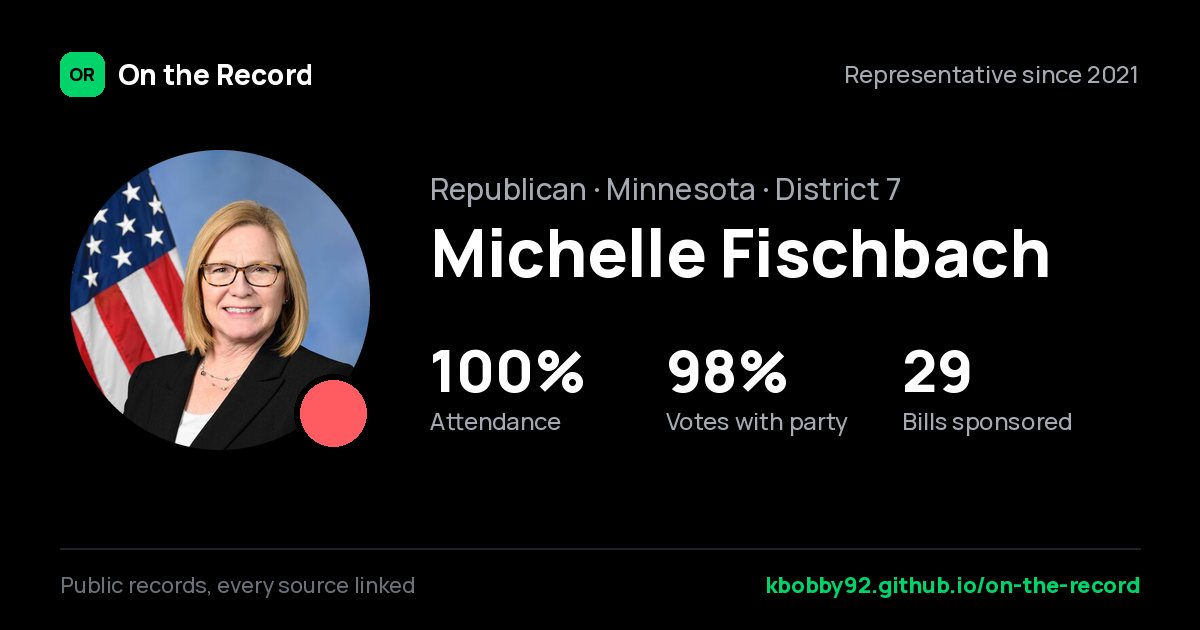 OR On the Record
Representative since 2021
Republican · Minnesota · District 7
Michelle Fischbach
100% 98% 29
Attendance Votes with party Bills sponsored
Public records, every source linked
kbobby92.github.io/on-the-record